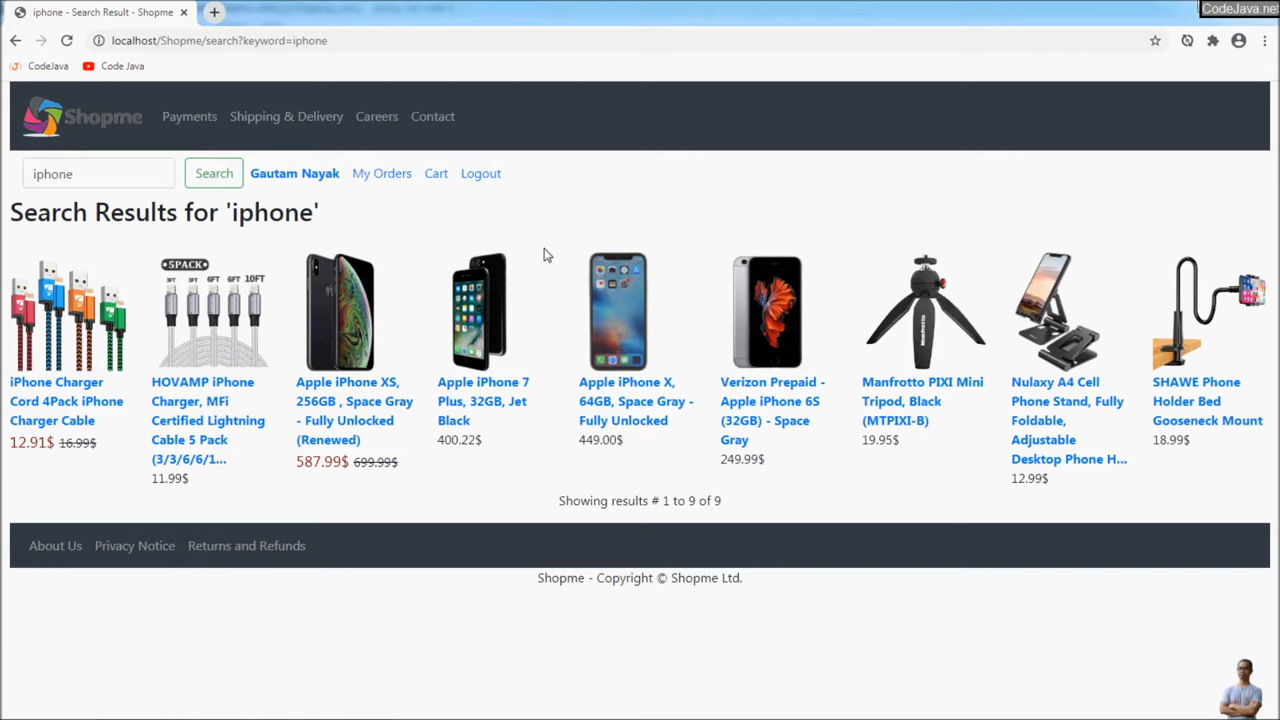 iphone - Search Result - Shopme
CodeJava.net
localhost/Shopme/search?keyword=iphone
CodeJava Code Java
Shopme Payments Shipping & Delivery Careers Contact
iphone Search Gautam Nayak My Orders Cart Logout
Search Results for 'iphone'
iPhone Charger
Cord 4Pack iPhone
Charger Cable
12.91$ 16.99$
5PACK
3FT 3FT 6FT 6FT 10FT
HOVAMP iPhone
Charger, MFi
Certified Lightning
Cable 5 Pack
(3/3/6/6/1...
11.99$
Apple iPhone XS,
256GB , Space Gray
- Fully Unlocked
(Renewed)
587.99$ 699.99$
Apple iPhone 7
Plus, 32GB, Jet
Black
400.22$
Apple iPhone X,
64GB, Space Gray -
Fully Unlocked
449.00$
Verizon Prepaid -
Apple iPhone 6S
(32GB) - Space
Gray
249.99$
Manfrotto
Manfrotto PIXI Mini
Tripod, Black
(MTPIXI-B)
19.95$
Nulaxy A4 Cell
Phone Stand, Fully
Foldable,
Adjustable
Desktop Phone H...
12.99$
SHAWE Phone
Holder Bed
Gooseneck Mount
18.99$
Showing results # 1 to 9 of 9
About Us Privacy Notice Returns and Refunds
Shopme - Copyright © Shopme Ltd.